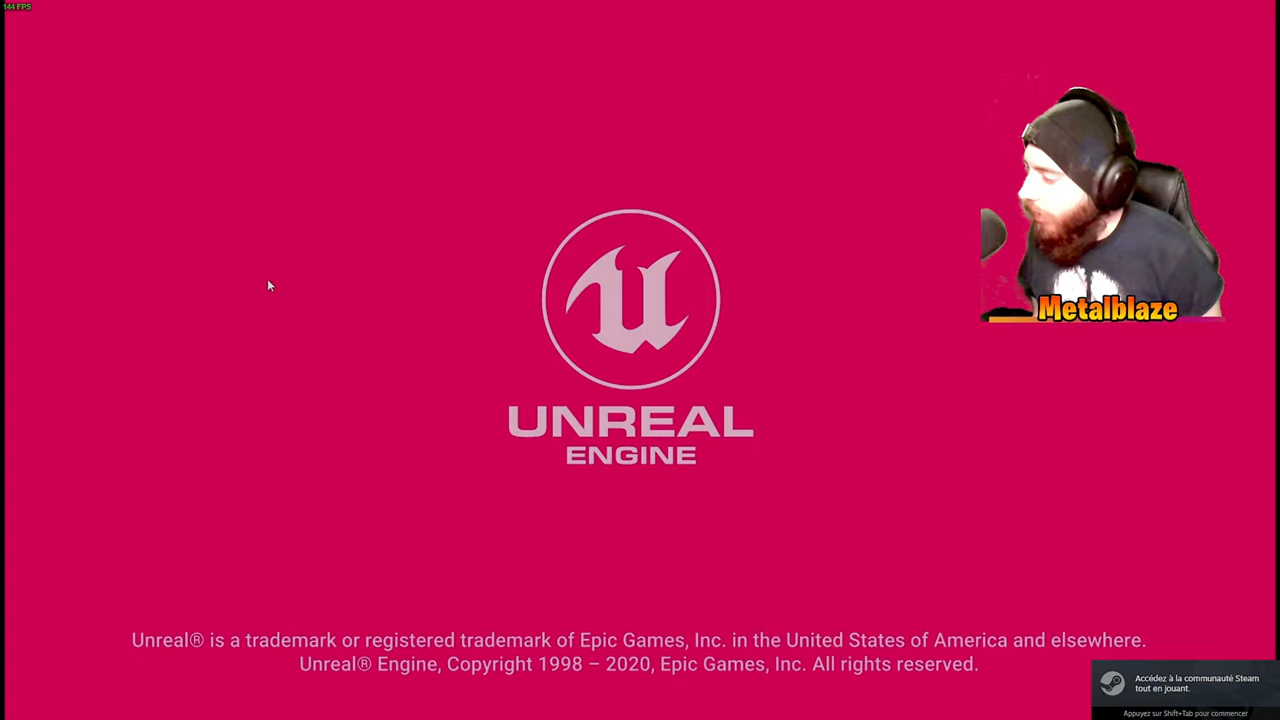 144 FPS
UNREAL
ENGINE
Metalblaze
Unreal® is a trademark or registered trademark of Epic Games, Inc. in the United States of America and elsewhere.
Unreal® Engine, Copyright 1998 – 2020, Epic Games, Inc. All rights reserved.
Accédez à la communauté Steam
tout en jouant.
Appuyez sur Shift+Tab pour commencer